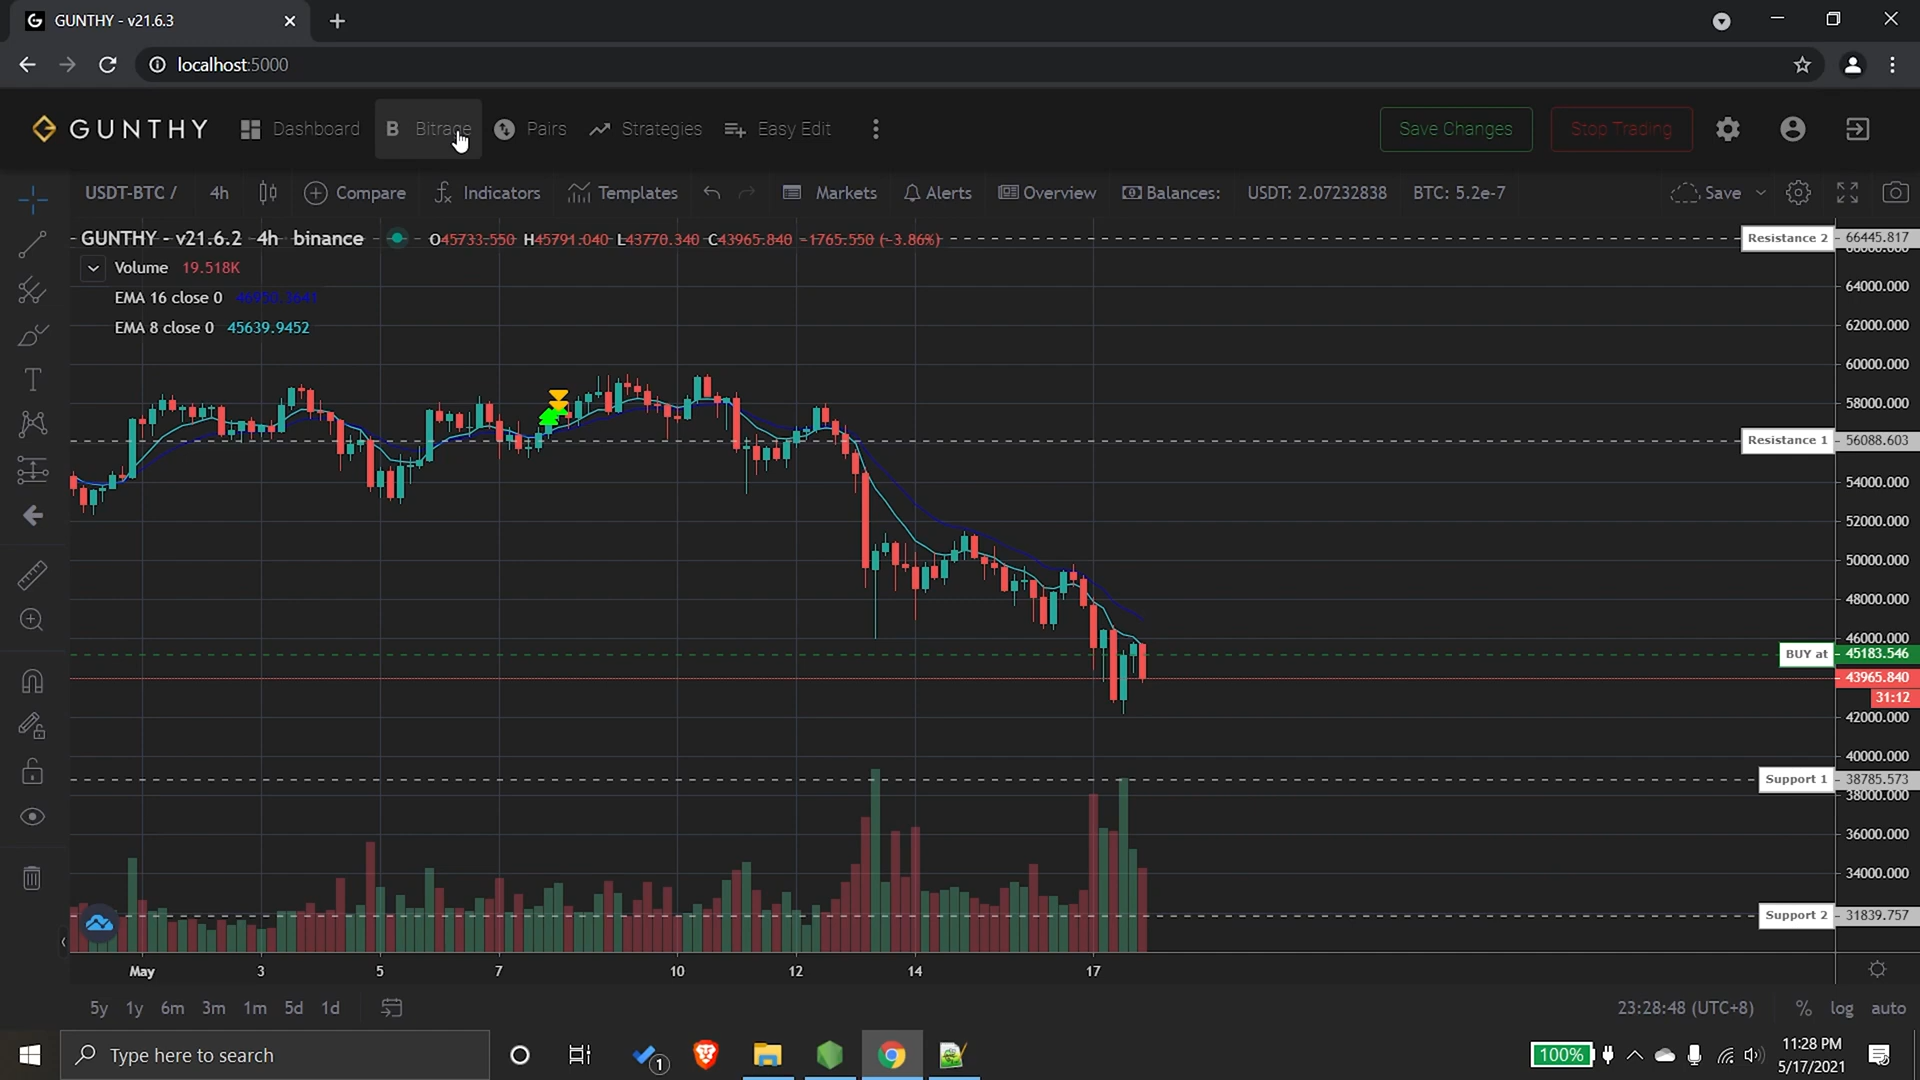 GUNTHY - v21.6.3
localhost:5000
GUNTHY Dashboard B Bitrage Pairs Strategies Easy Edit Save Changes Stop Trading
USDT-BTC / 4h Compare Indicators Templates Markets Alerts Overview Balances: USDT: 2.07232838 BTC: 5.2e-7 Save
GUNTHY - v21.6.2 4h binance O45733.550 H45791.040 L43770.340 C43965.840 -1765.550 (-3.86%)
Resistance 2 66445.817
Volume 19.518K
64000.000
EMA 16 close 0
EMA 8 close 0 45639.9452
62000.000
60000.000
58000.000
Resistance 1 56088.603
54000.000
52000.000
50000.000
48000.000
46000.000
BUY at 45183.546
43965.840
31:12
42000.000
40000.000
Support 1 38785.573
38000.000
36000.000
34000.000
Support 2 31839.757
May 3 5 7 10 12 14 17
5y 1y 6m 3m 1m 5d 1d 23:28:48 (UTC+8) % log auto
Type here to search 1 100% 11:28 PM
5/17/2021